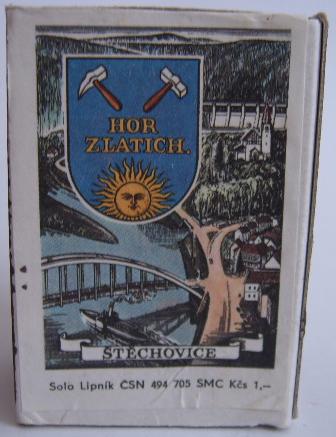 HOR
ZLATICH.
ŠTĚCHOVICE
Solo Lipník ČSN 494 705 SMC Kčs 1,—